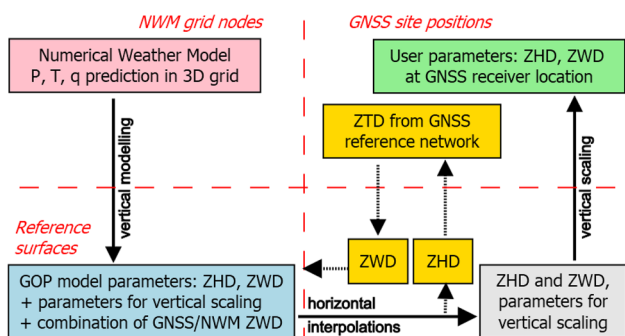 NWM grid nodes
GNSS site positions
Numerical Weather Model
P, T, q prediction in 3D grid
User parameters: ZHD, ZWD
at GNSS receiver location
ZTD from GNSS
reference network
vertical modelling
vertical scaling
Reference
surfaces
ZWD
ZHD
GOP model parameters: ZHD, ZWD
+ parameters for vertical scaling
+ combination of GNSS/NWM ZWD
horizontal
interpolations
ZHD and ZWD,
parameters for
vertical scaling